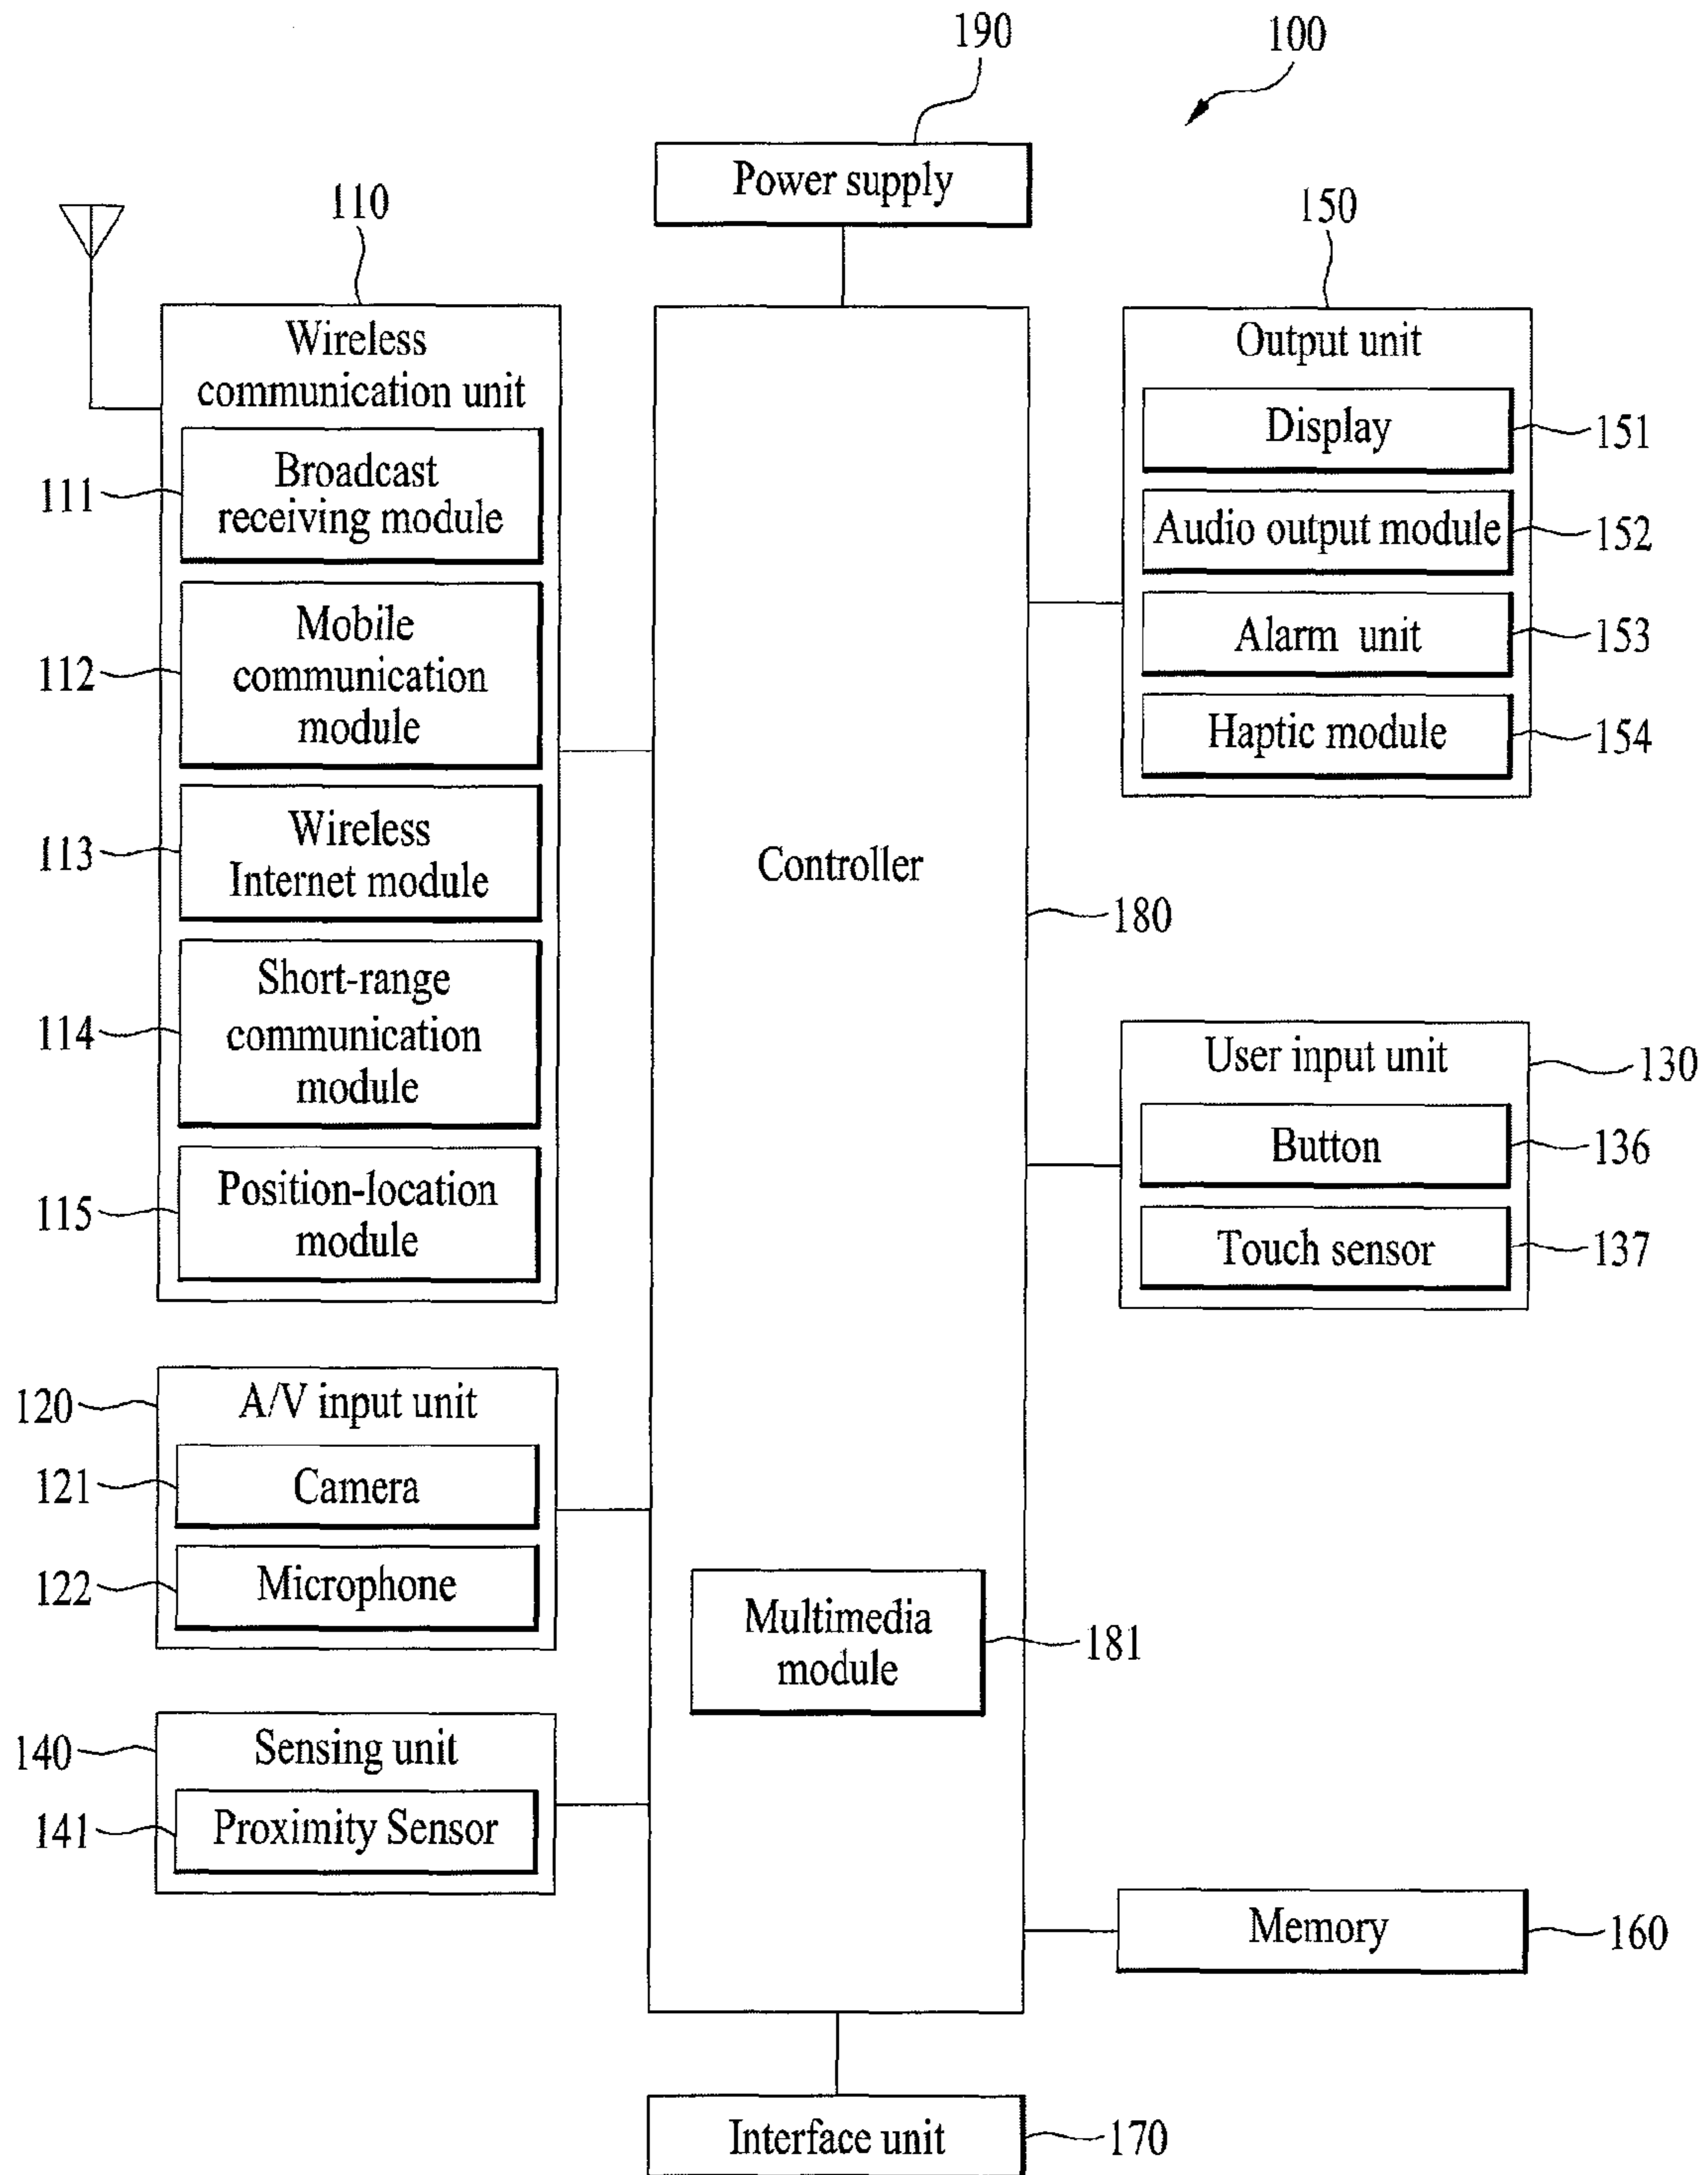 190
100
Power supply
110
Wireless
communication unit
111
Broadcast
receiving module
112
Mobile
communication
module
113
Wireless
Internet module
114
Short-range
communication
module
115
Position-location
module
120
A/V input unit
121
Camera
122
Microphone
140
Sensing unit
141
Proximity Sensor
Controller
180
Multimedia
module
181
150
Output unit
Display
151
Audio output module
152
Alarm unit
153
Haptic module
154
User input unit
130
Button
136
Touch sensor
137
Memory
160
Interface unit
170